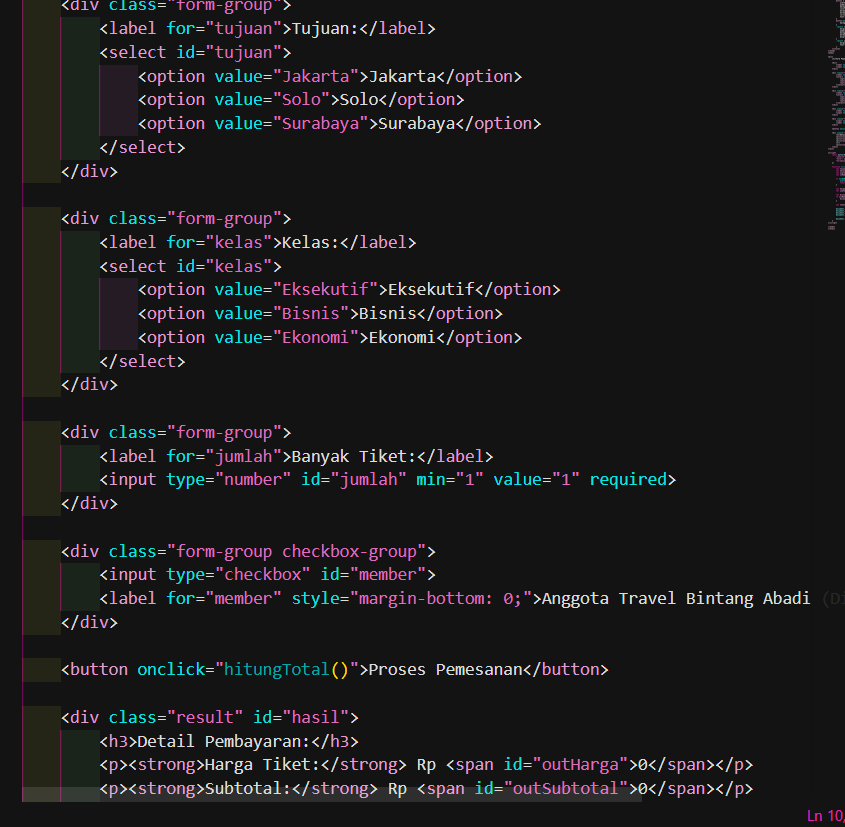 <div class="form-group">
<label for="tujuan">Tujuan:</label>
<select id="tujuan">
<option value="Jakarta">Jakarta</option>
<option value="Solo">Solo</option>
<option value="Surabaya">Surabaya</option>
</select>
</div>
<div class="form-group">
<label for="kelas">Kelas:</label>
<select id="kelas">
<option value="Eksekutif">Eksekutif</option>
<option value="Bisnis">Bisnis</option>
<option value="Ekonomi">Ekonomi</option>
</select>
</div>
<div class="form-group">
<label for="jumlah">Banyak Tiket:</label>
<input type="number" id="jumlah" min="1" value="1" required>
</div>
<div class="form-group checkbox-group">
<input type="checkbox" id="member">
<label for="member" style="margin-bottom: 0;">Anggota Travel Bintang Abadi (Di
</div>
<button onclick="hitungTotal()">Proses Pemesanan</button>
<div class="result" id="hasil">
<h3>Detail Pembayaran:</h3>
<p><strong>Harga Tiket:</strong> Rp <span id="outHarga">0</span></p>
<p><strong>Subtotal:</strong> Rp <span id="outSubtotal">0</span></p>
Ln 10,